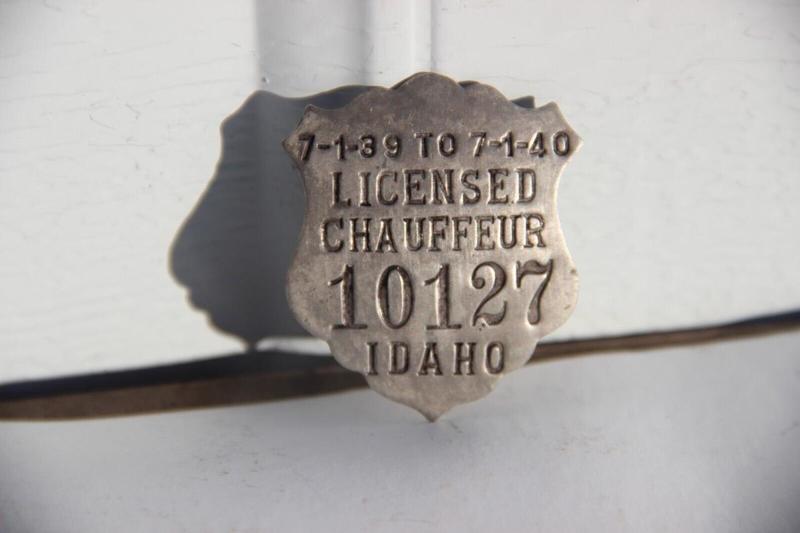 7-1-39 TO 7-1-40
LICENSED
CHAUFFEUR
10127
IDAHO